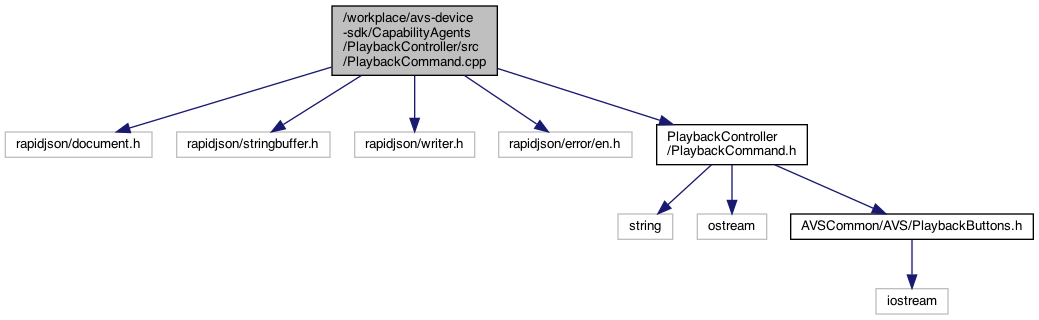 /workplace/avs-device
-sdk/CapabilityAgents
/PlaybackController/src
/PlaybackCommand.cpp
rapidjson/document.h
rapidjson/stringbuffer.h
rapidjson/writer.h
rapidjson/error/en.h
PlaybackController
/PlaybackCommand.h
string
ostream
AVSCommon/AVS/PlaybackButtons.h
iostream